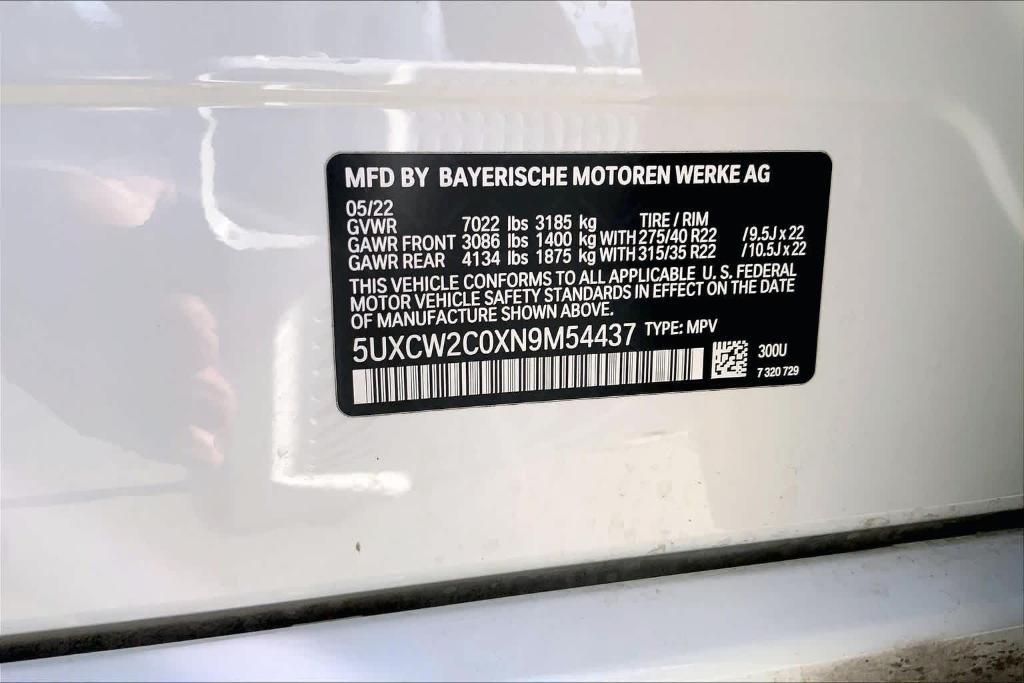 MFD BY BAYERISCHE MOTOREN WERKE AG
05/22
GVWR 7022 lbs 3185 kg TIRE / RIM
GAWR FRONT 3086 lbs 1400 kg WITH 275/40 R22 /9.5J x 22
GAWR REAR 4134 lbs 1875 kg WITH 315/35 R22 /10.5J x 22
THIS VEHICLE CONFORMS TO ALL APPLICABLE U.S. FEDERAL
MOTOR VEHICLE SAFETY STANDARDS IN EFFECT ON THE DATE
OF MANUFACTURE SHOWN ABOVE.
5UXCW2C0XN9M54437 TYPE: MPV
300U
7 320 729